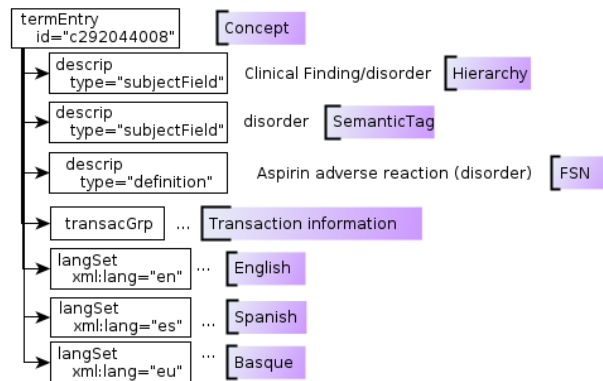 termEntry
id="c292044008"
Concept
descrip
type="subjectField"
Clinical Finding/disorder
Hierarchy
descrip
type="subjectField"
disorder
SemanticTag
descrip
type="definition"
Aspirin adverse reaction (disorder)
FSN
transacGrp
...
Transaction information
langSet
xml:lang="en"
...
English
langSet
xml:lang="es"
...
Spanish
langSet
xml:lang="eu"
...
Basque